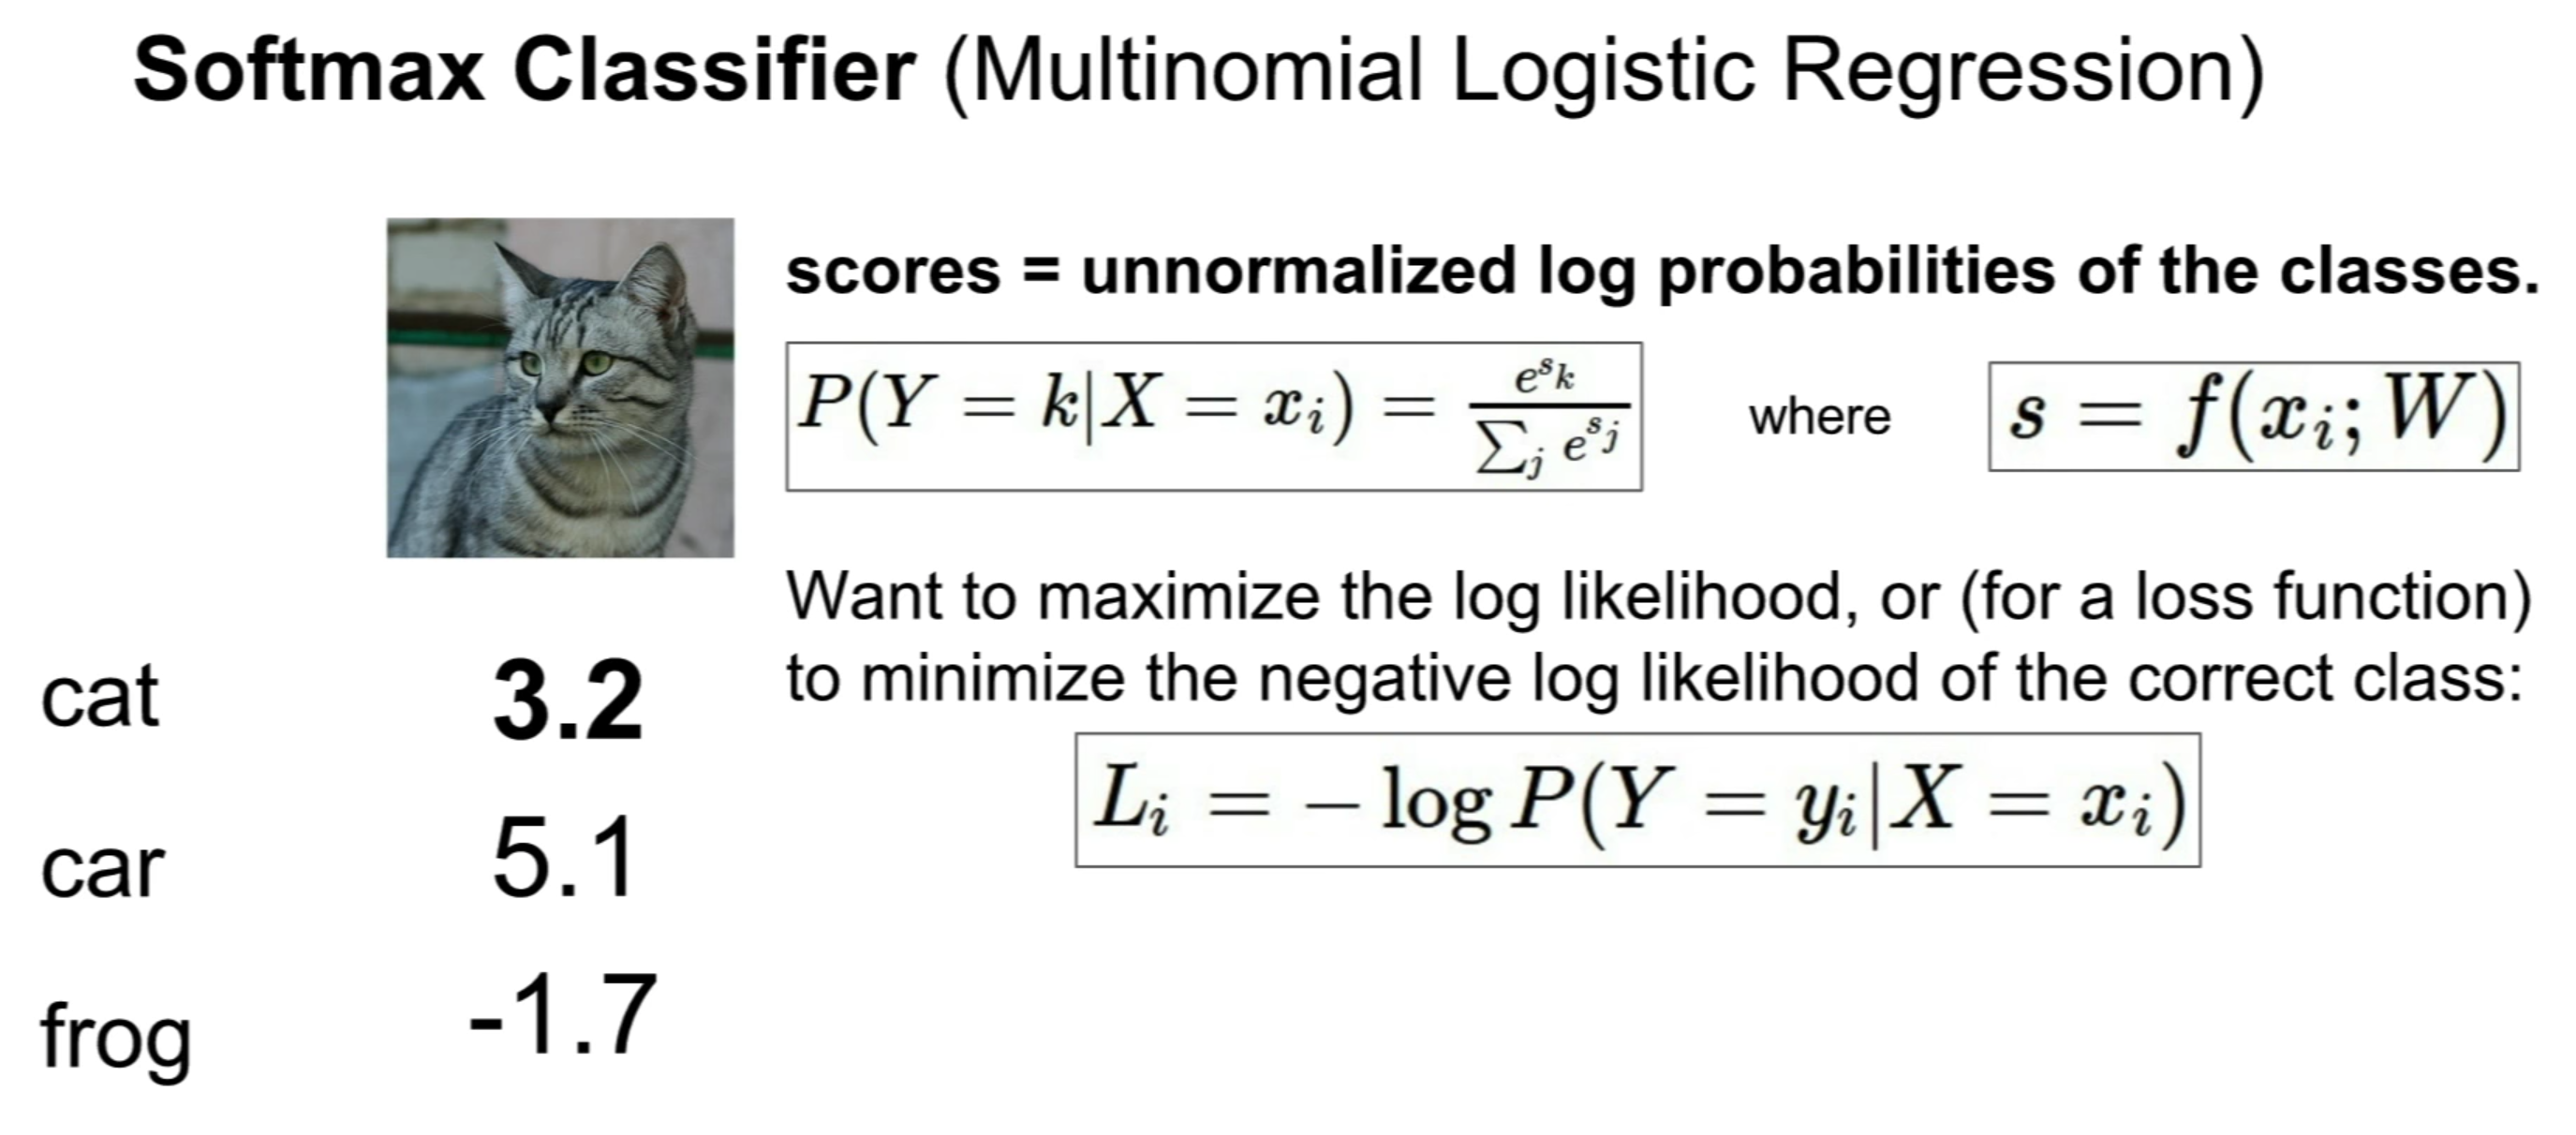 Softmax Classifier (Multinomial Logistic Regression)
scores = unnormalized log probabilities of the classes.
P(Y = k|X = x_i) = \frac{e^{s_k}}{\sum_j e^{s_j}} where s = f(x_i; W)
Want to maximize the log likelihood, or (for a loss function)
to minimize the negative log likelihood of the correct class:
L_i = − log P(Y = y_i|X = x_i)
cat 3.2
car 5.1
frog -1.7